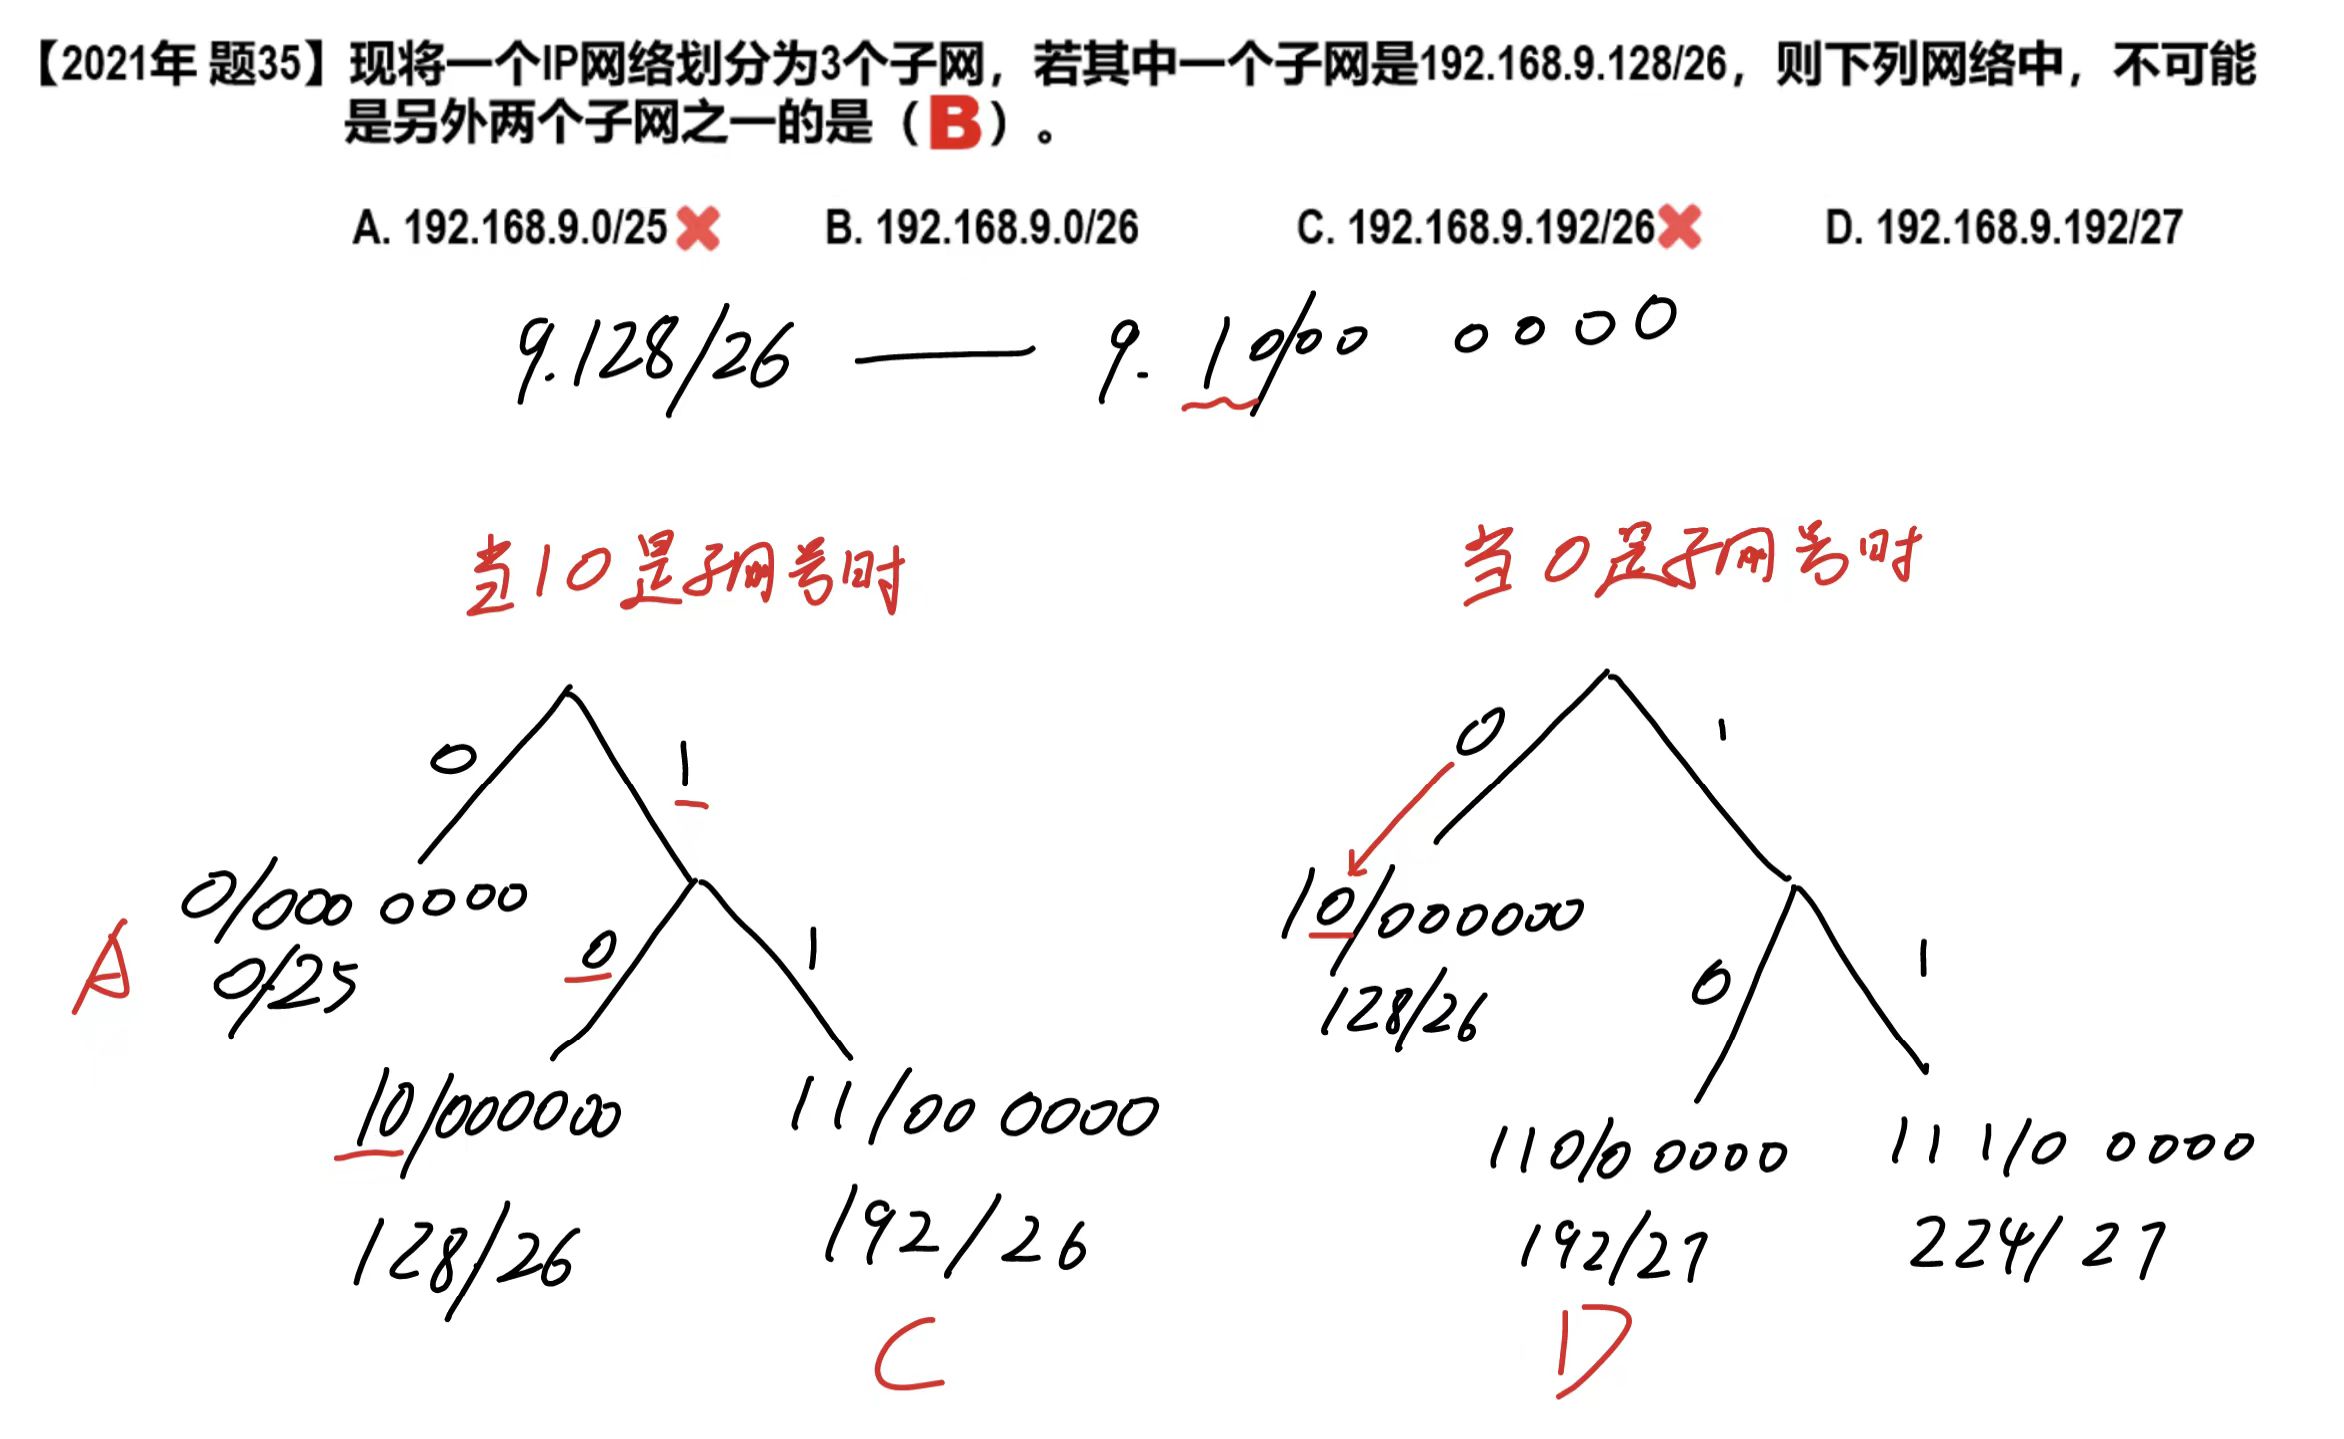 【2021年 题35】现将一个IP网络划分为3个子网，若其中一个子网是192.168.9.128/26，则下列网络中，不可能
是另外两个子网之一的是（B）。
A. 192.168.9.0/25 B. 192.168.9.0/26 C. 192.168.9.192/26 D. 192.168.9.192/27
9.128/26 — 9. 10/00 0000
当10是子网号时
当0是子网号时
0 1
0/000 0000
0/25
A
0 1
10/000000
128/26
11/00 0000
192/26
C
0 1
10/000000
128/26
0 1
110/0 0000
192/27
D
111/0 0000
224/27